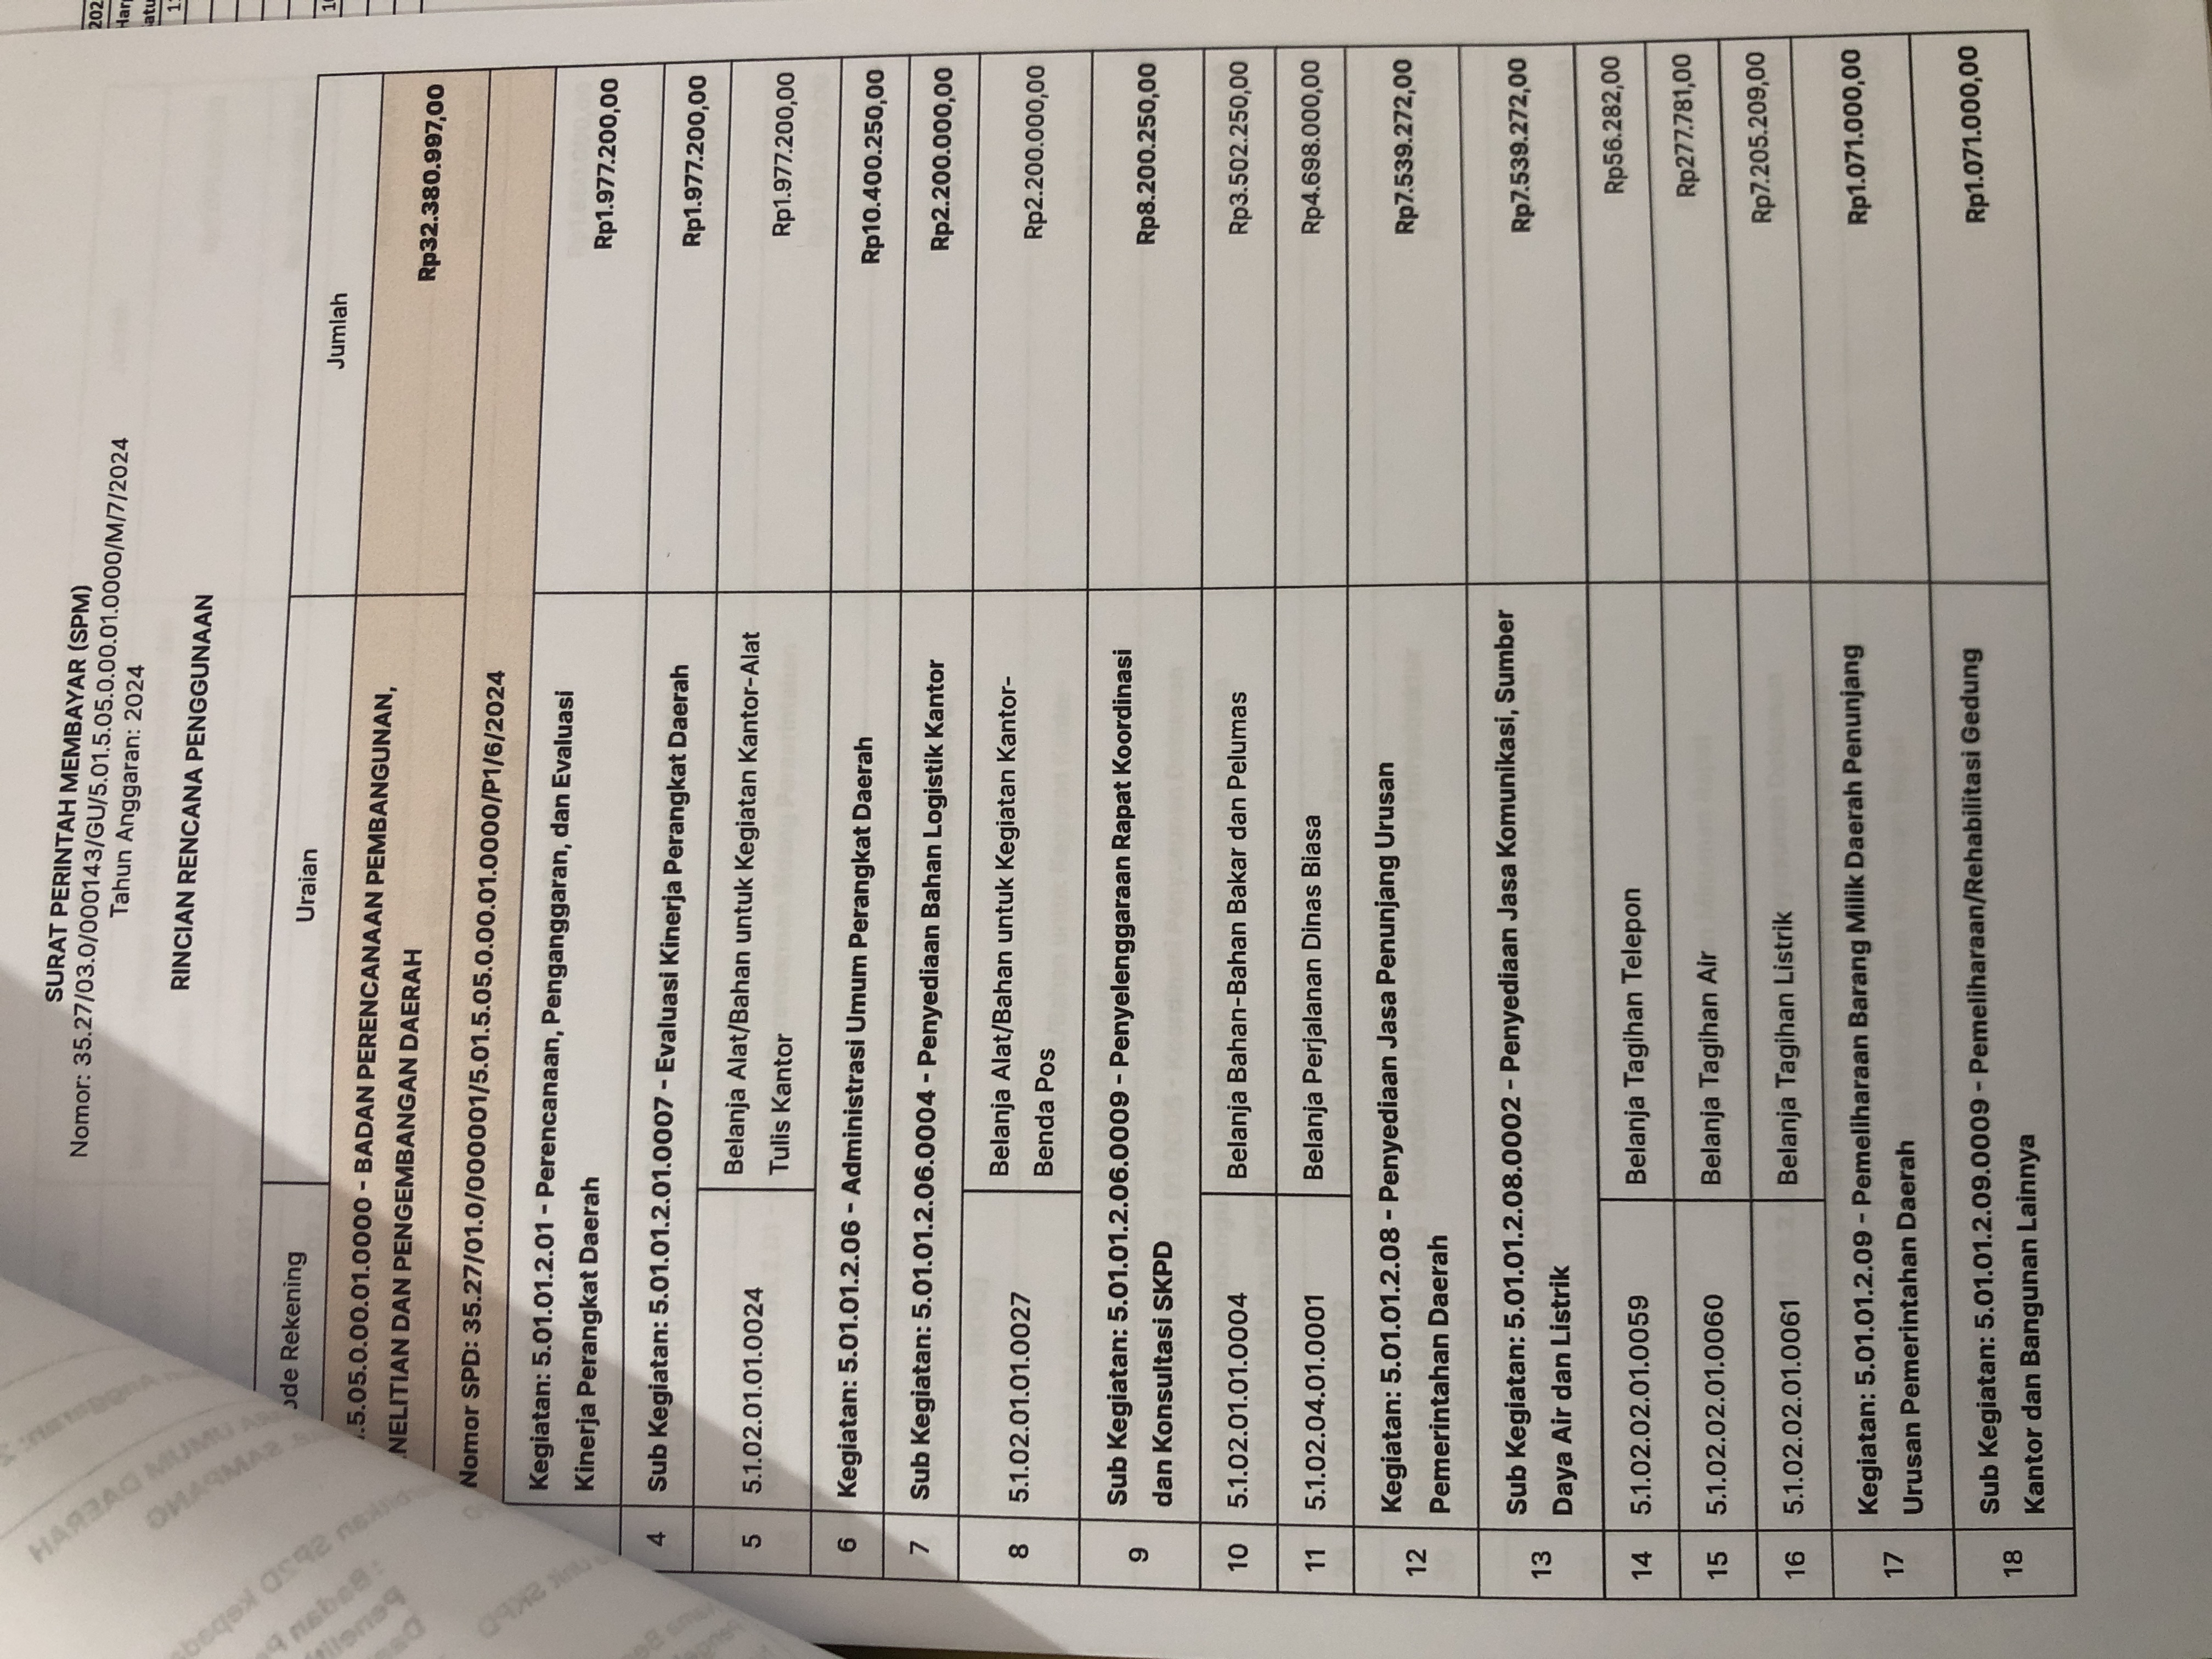 SURAT PERINTAH MEMBAYAR (SPM)
Nomor: 35.27/03.0/000143/GU/5.01.5.05.0.00.01.0000/M/7/2024
Tahun Anggaran: 2024
RINCIAN RENCANA PENGGUNAAN
ode Rekening Uraian Jumlah
.5.05.0.00.01.0000 - BADAN PERENCANAAN PEMBANGUNAN,
NELITIAN DAN PENGEMBANGAN DAERAH Rp32.380.997,00
Nomor SPD: 35.27/01.0/000001/5.01.5.05.0.00.01.0000/P1/6/2024
Kegiatan: 5.01.01.2.01 - Perencanaan, Penganggaran, dan Evaluasi
Kinerja Perangkat Daerah Rp1.977.200,00
4 Sub Kegiatan: 5.01.01.2.01.0007 - Evaluasi Kinerja Perangkat Daerah Rp1.977.200,00
5 5.1.02.01.01.0024 Belanja Alat/Bahan untuk Kegiatan Kantor-Alat
Tulis Kantor Rp1.977.200,00
6 Kegiatan: 5.01.01.2.06 - Administrasi Umum Perangkat Daerah Rp10.400.250,00
7 Sub Kegiatan: 5.01.01.2.06.0004 - Penyediaan Bahan Logistik Kantor Rp2.200.000,00
8 5.1.02.01.01.0027 Belanja Alat/Bahan untuk Kegiatan Kantor-
Benda Pos Rp2.200.000,00
9 Sub Kegiatan: 5.01.01.2.06.0009 - Penyelenggaraan Rapat Koordinasi
dan Konsultasi SKPD Rp8.200.250,00
10 5.1.02.01.01.0004 Belanja Bahan-Bahan Bakar dan Pelumas Rp3.502.250,00
11 5.1.02.04.01.0001 Belanja Perjalanan Dinas Biasa Rp4.698.000,00
12 Kegiatan: 5.01.01.2.08 - Penyediaan Jasa Penunjang Urusan
Pemerintahan Daerah Rp7.539.272,00
13 Sub Kegiatan: 5.01.01.2.08.0002 - Penyediaan Jasa Komunikasi, Sumber
Daya Air dan Listrik Rp7.539.272,00
14 5.1.02.02.01.0059 Belanja Tagihan Telepon Rp56.282,00
15 5.1.02.02.01.0060 Belanja Tagihan Air Rp277.781,00
16 5.1.02.02.01.0061 Belanja Tagihan Listrik Rp7.205.209,00
17 Kegiatan: 5.01.01.2.09 - Pemeliharaan Barang Milik Daerah Penunjang
Urusan Pemerintahan Daerah Rp1.071.000,00
18 Sub Kegiatan: 5.01.01.2.09.0009 - Pemeliharaan/Rehabilitasi Gedung
Kantor dan Bangunan Lainnya Rp1.071.000,00